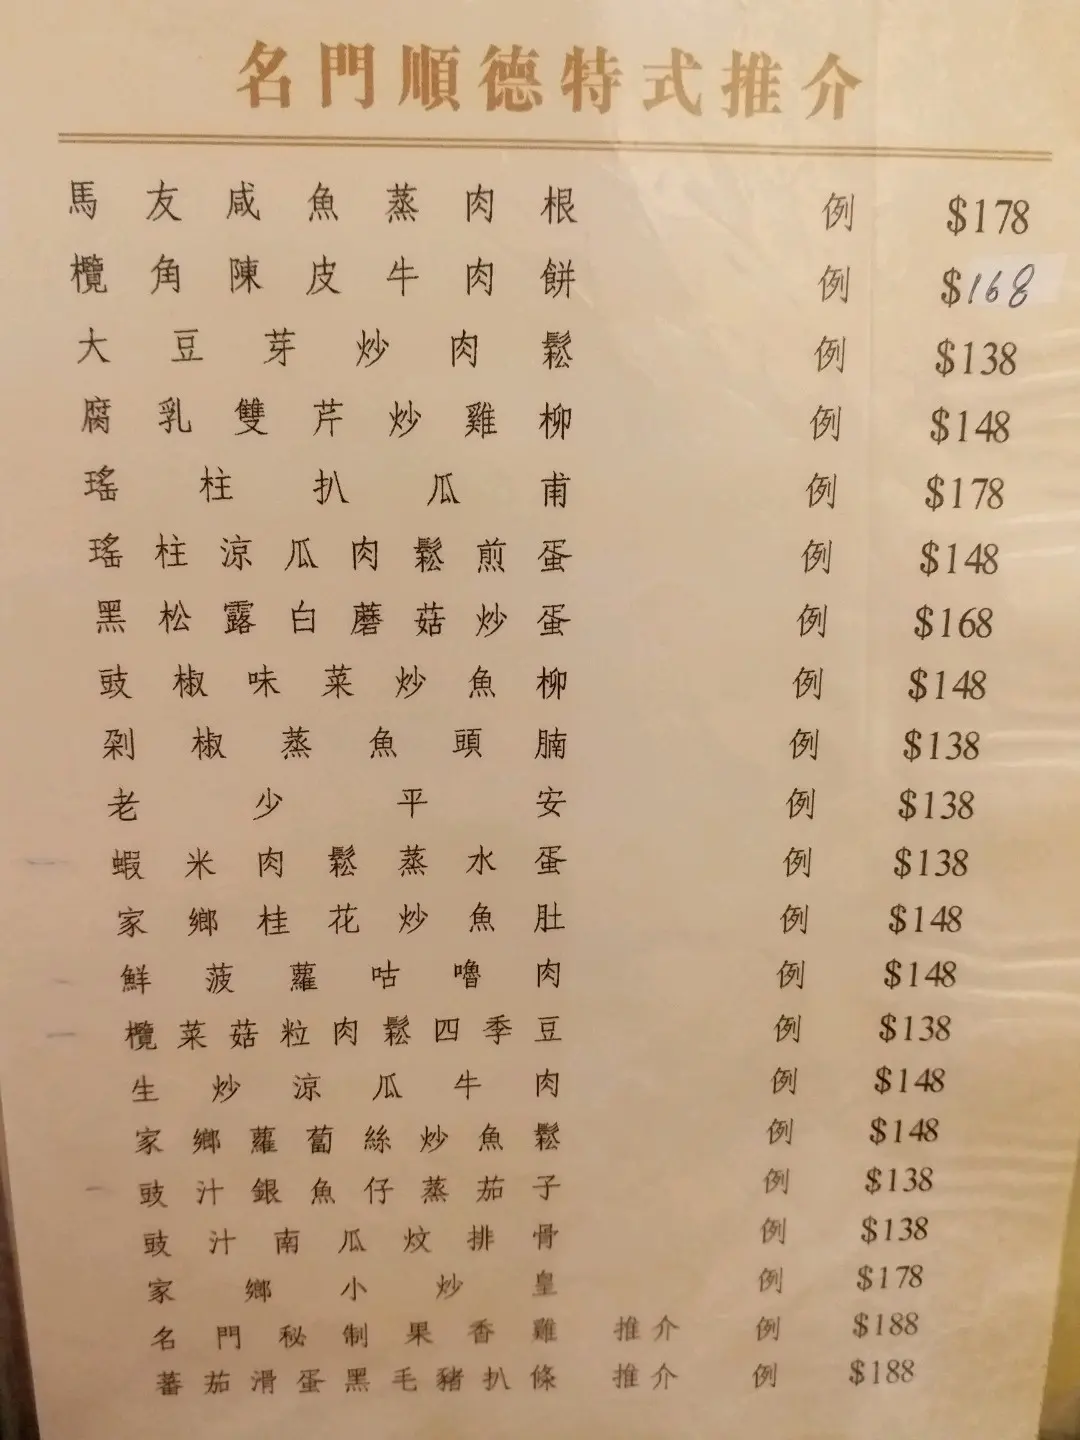 名門順德特式推介
馬友咸魚蒸肉根 例 $178
欖角陳皮牛肉餅 例 $168
大豆芽炒肉鬆 例 $138
腐乳雙芹炒雞柳 例 $148
瑤柱扒瓜甫 例 $178
瑤柱涼瓜肉鬆煎蛋 例 $148
黑松露白蘑菇炒蛋 例 $168
豉椒味菜炒魚柳 例 $148
剁椒蒸魚頭腩 例 $138
老少平安 例 $138
蝦米肉鬆蒸水蛋 例 $138
家鄉桂花炒魚肚 例 $148
鮮菠蘿咕嚕肉 例 $148
欖菜菇粒肉鬆四季豆 例 $138
生炒涼瓜牛肉 例 $148
家鄉蘿蔔絲炒魚鬆 例 $148
豉汁銀魚仔蒸茄子 例 $138
豉汁南瓜炆排骨 例 $138
家鄉小炒皇 例 $178
名門秘制果香雞 推介 例 $188
蕃茄滑蛋黑毛豬扒條 推介 例 $188